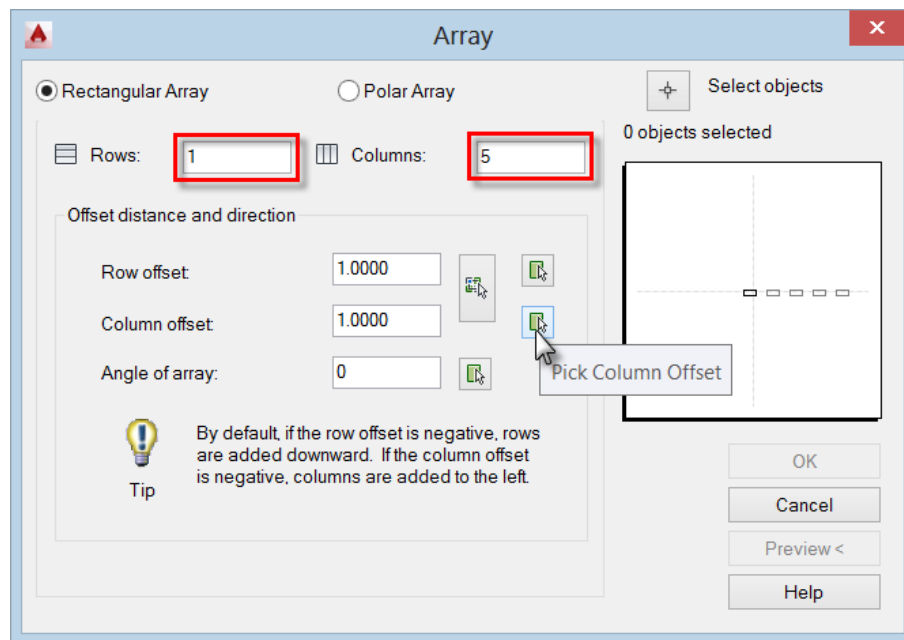 Array
Rectangular Array
Polar Array
Select objects
0 objects selected
Rows:
1
Columns:
5
Offset distance and direction
Row offset:
1.0000
Column offset:
1.0000
Pick Column Offset
Angle of array:
0
By default, if the row offset is negative, rows
are added downward. If the column offset
is negative, columns are added to the left.
Tip
OK
Cancel
Preview <
Help